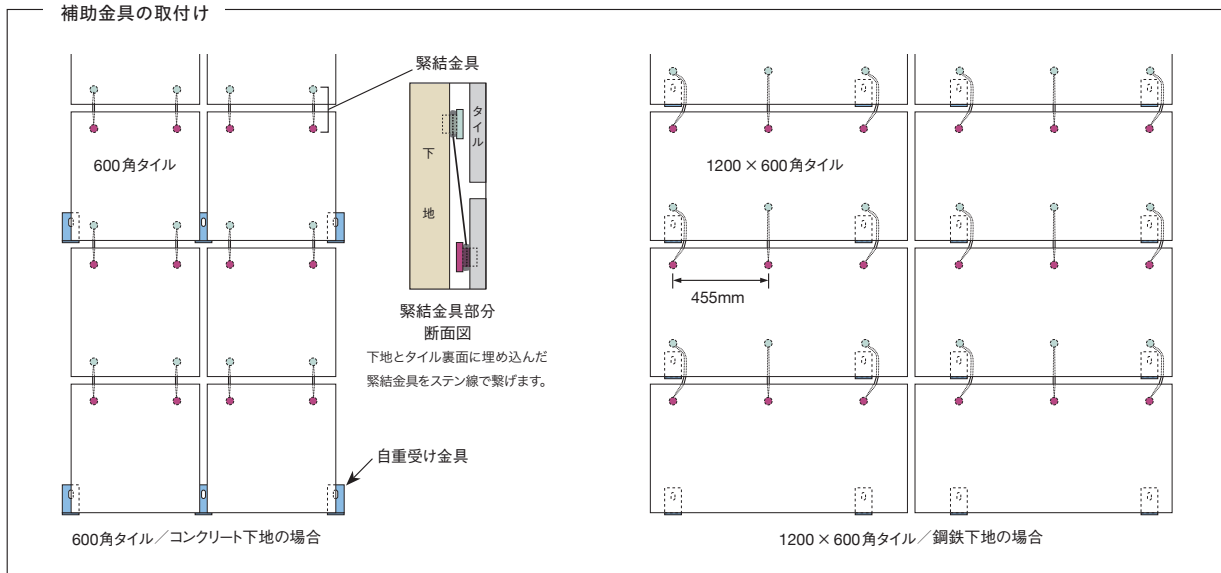 補助金具の取付け
緊結金具
タイル
下地
600角タイル
緊結金具部分
断面図
下地とタイル裏面に埋め込んだ
緊結金具をステン線で繋げます。
自重受け金具
600角タイル／コンクリート下地の場合
1200×600角タイル
455mm
1200×600角タイル／鋼鉄下地の場合